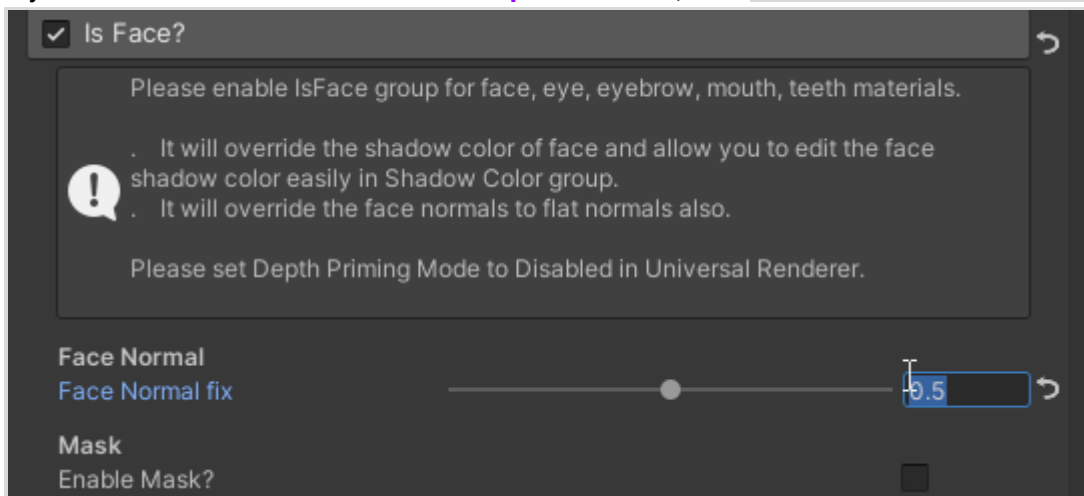 Is Face?
Please enable IsFace group for face, eye, eyebrow, mouth, teeth materials.
. It will override the shadow color of face and allow you to edit the face
shadow color easily in Shadow Color group.
. It will override the face normals to flat normals also.
Please set Depth Priming Mode to Disabled in Universal Renderer.
Face Normal
Face Normal fix
0.5
Mask
Enable Mask?